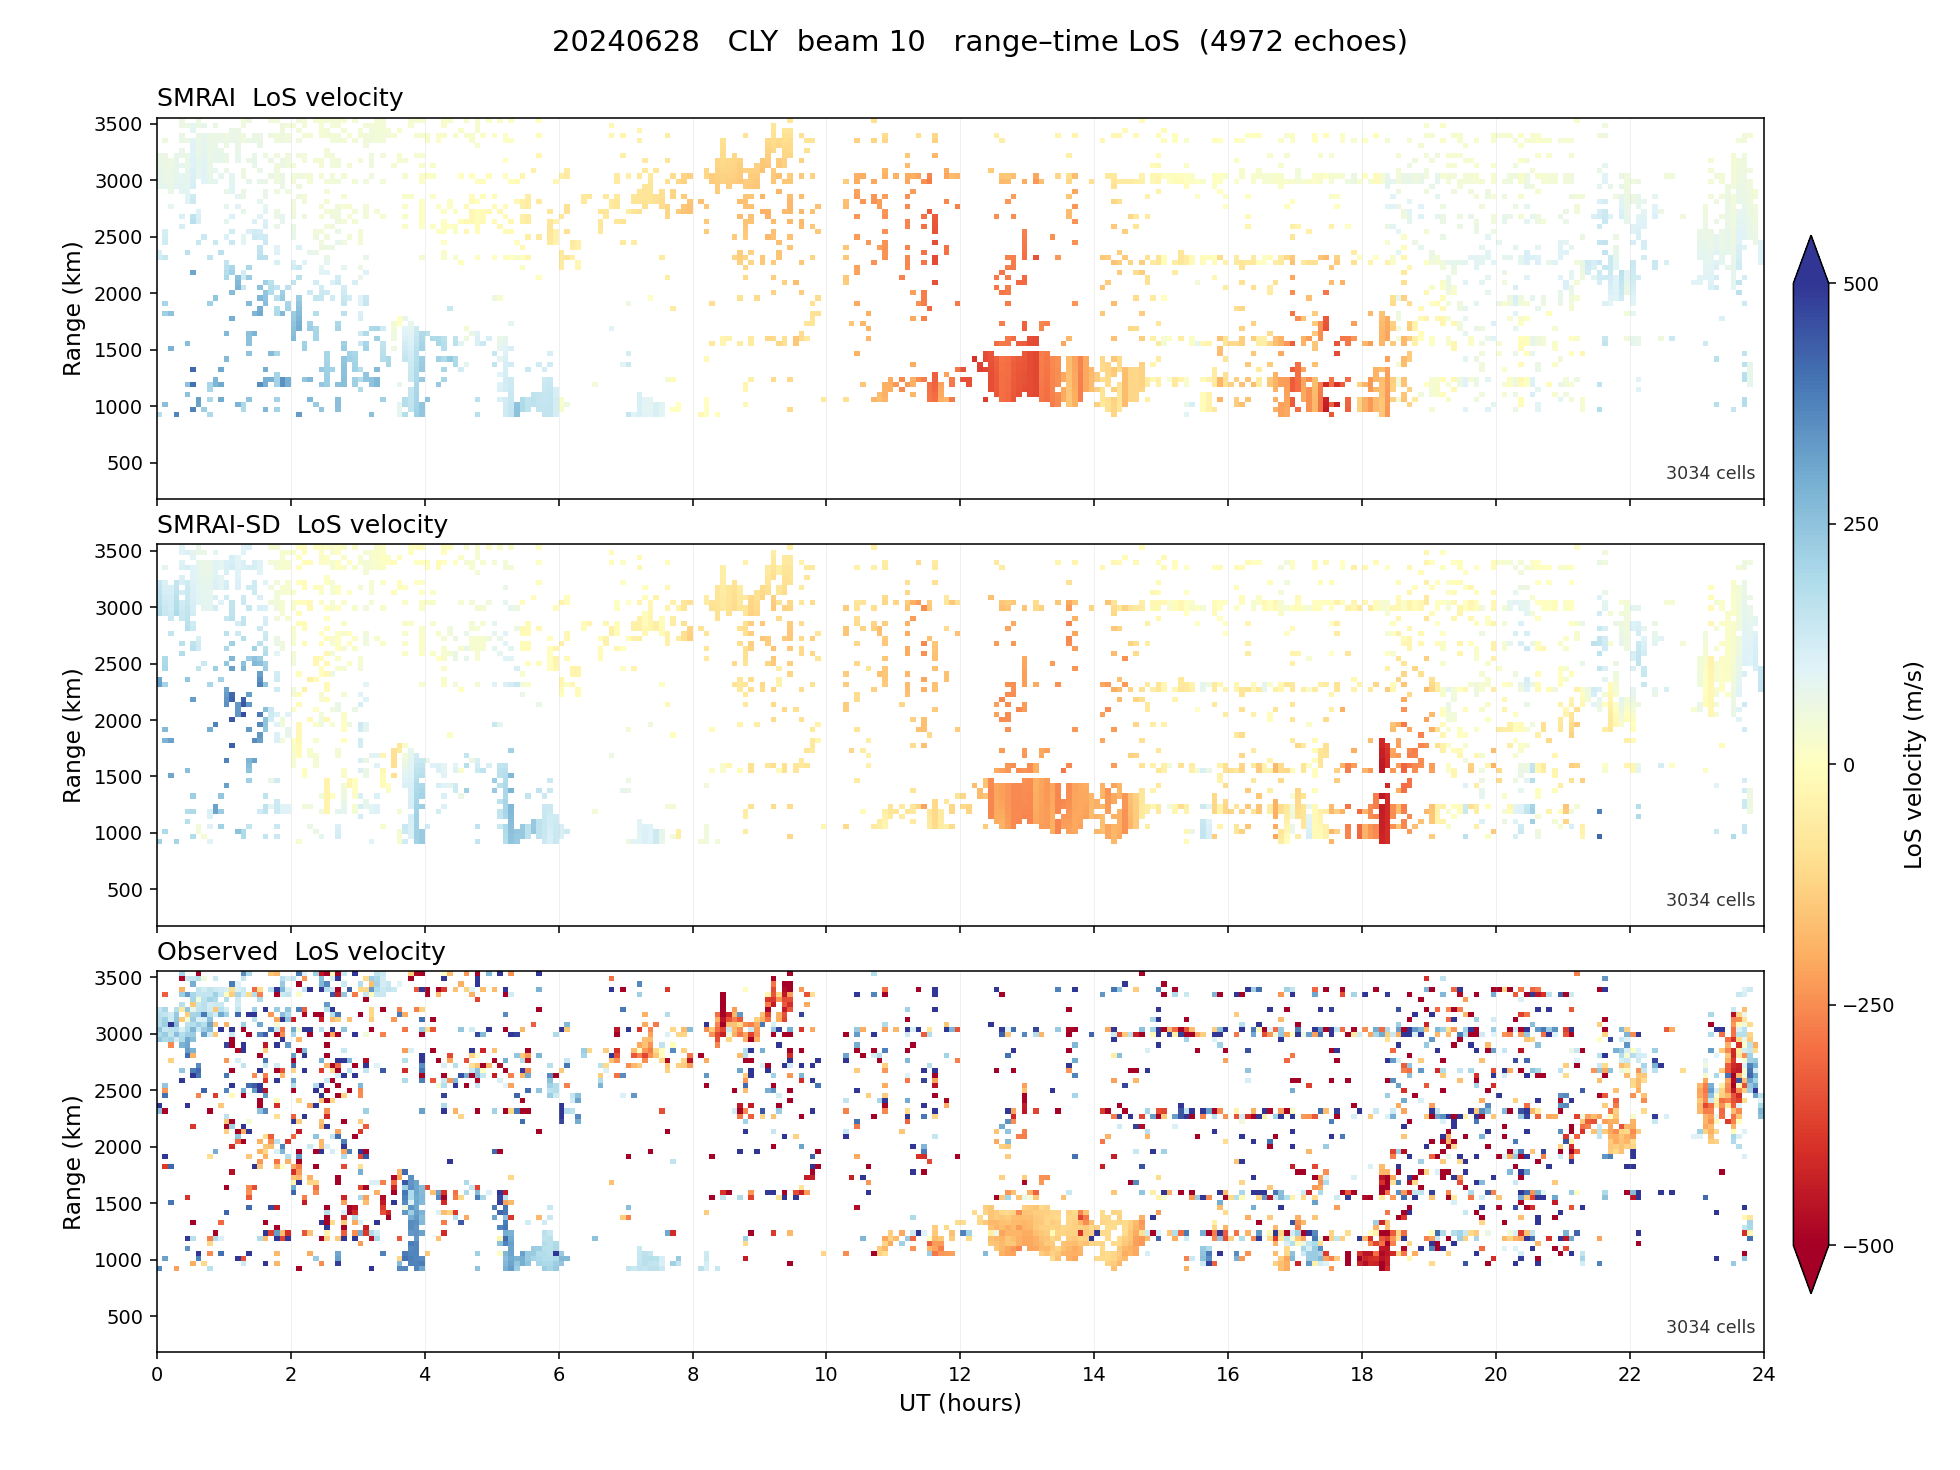 20240628   CLY  beam 10   range–time LoS  (4972 echoes)
SMRAI  LoS velocity
3500
3000
2500
2000
1500
1000
500
Range (km)
3034 cells
SMRAI-SD  LoS velocity
3500
3000
2500
2000
1500
1000
500
Range (km)
3034 cells
Observed  LoS velocity
3500
3000
2500
2000
1500
1000
500
Range (km)
3034 cells
0 2 4 6 8 10 12 14 16 18 20 22 24
UT (hours)
500
250
0
−250
−500
LoS velocity (m/s)